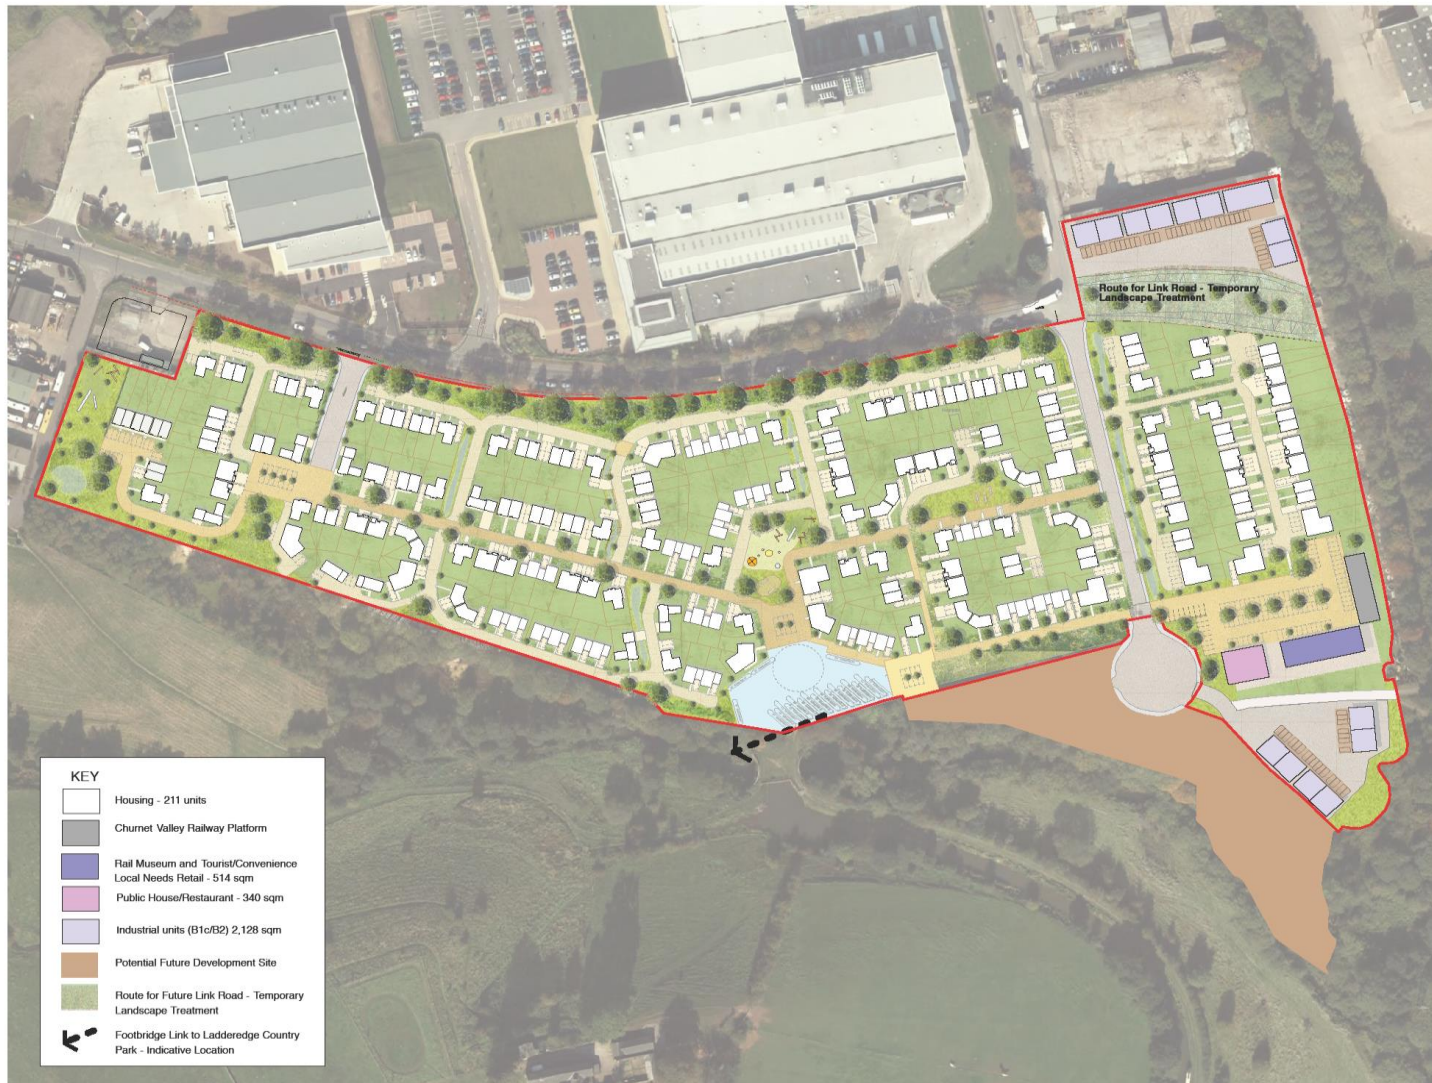 Route for Link Road - Temporary
Landscape Treatment
KEY
Housing - 211 units
Churnet Valley Railway Platform
Rail Museum and Tourist/Convenience
Local Needs Retail - 514 sqm
Public House/Restaurant - 340 sqm
Industrial units (B1c/B2) 2,128 sqm
Potential Future Development Site
Route for Future Link Road - Temporary
Landscape Treatment
Footbridge Link to Ladderedge Country
Park - Indicative Location